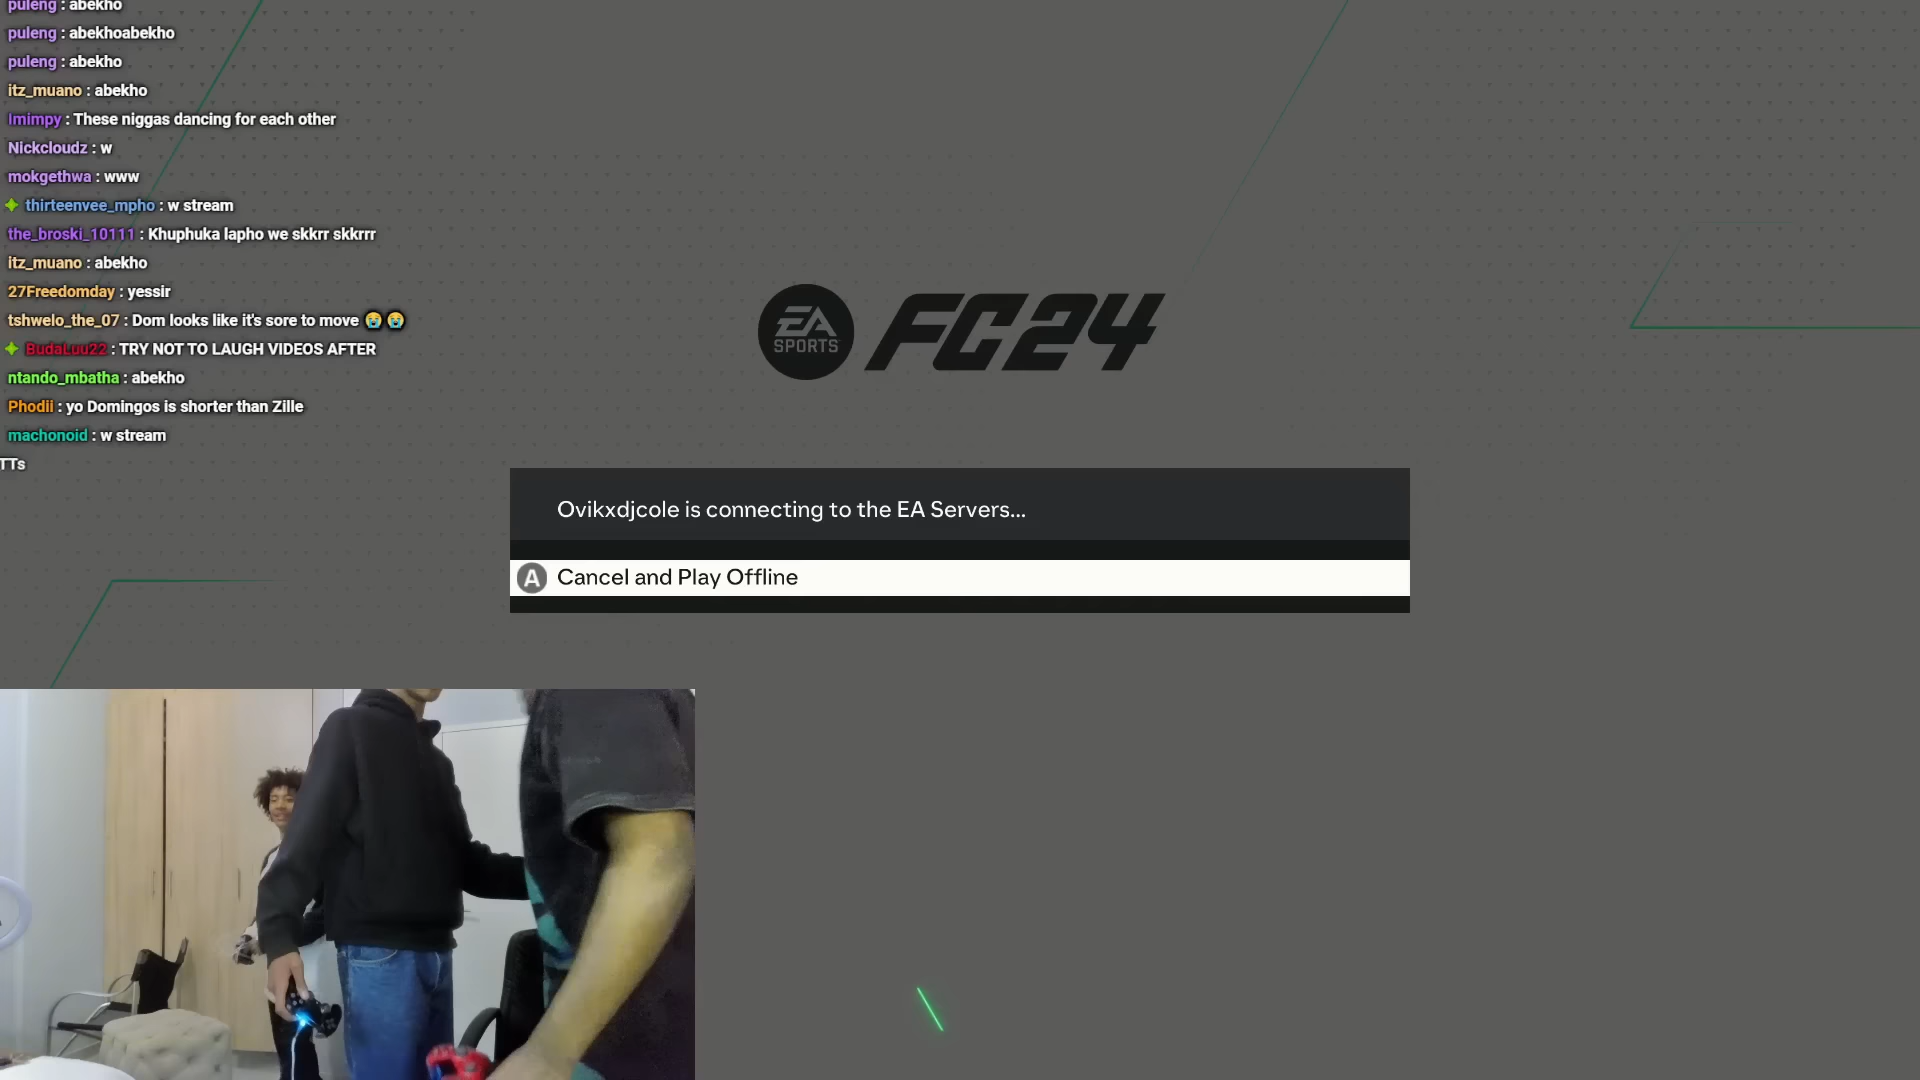 puleng : abekho
puleng : abekhoabekho
puleng : abekho
itz_muano : abekho
Imimpy : These niggas dancing for each other
Nickcloudz : w
mokgethwa : www
thirteenvee_mpho : w stream
the_broski_10111 : Khuphuka lapho we skkrr skkrrr
itz_muano : abekho
27Freedomday : yessir
tshwelo_the_07 : Dom looks like it's sore to move 😭😭
BudaLuu22 : TRY NOT TO LAUGH VIDEOS AFTER
ntando_mbatha : abekho
Phodii : yo Domingos is shorter than Zille
machonoid : w stream
TTs
EA SPORTS FC24
Ovikxdjcole is connecting to the EA Servers...
A Cancel and Play Offline